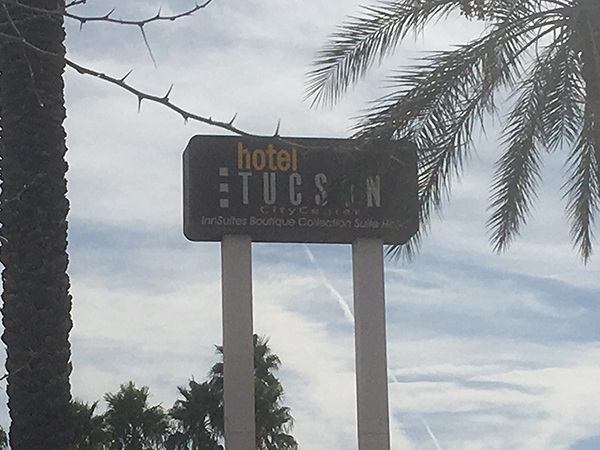 hotel
TUCSON
CityCenter
InnSuites Boutique Collection Suite